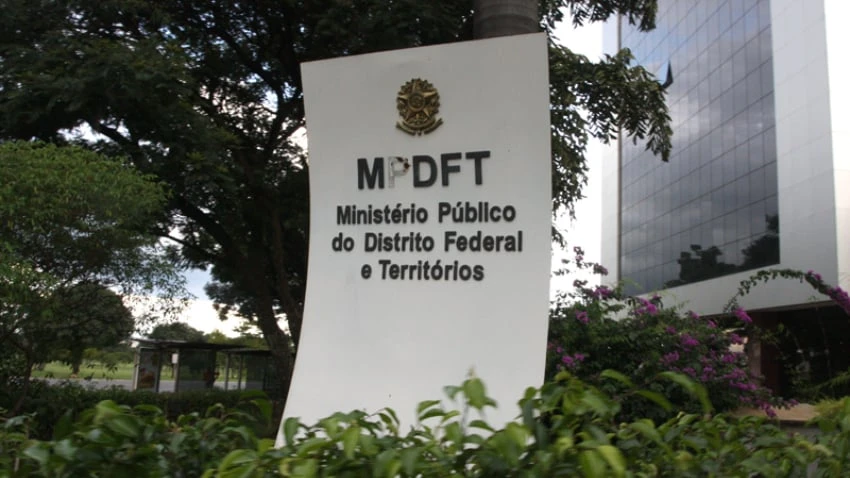 MPDFT
Ministério Público
do Distrito Federal
e Territórios